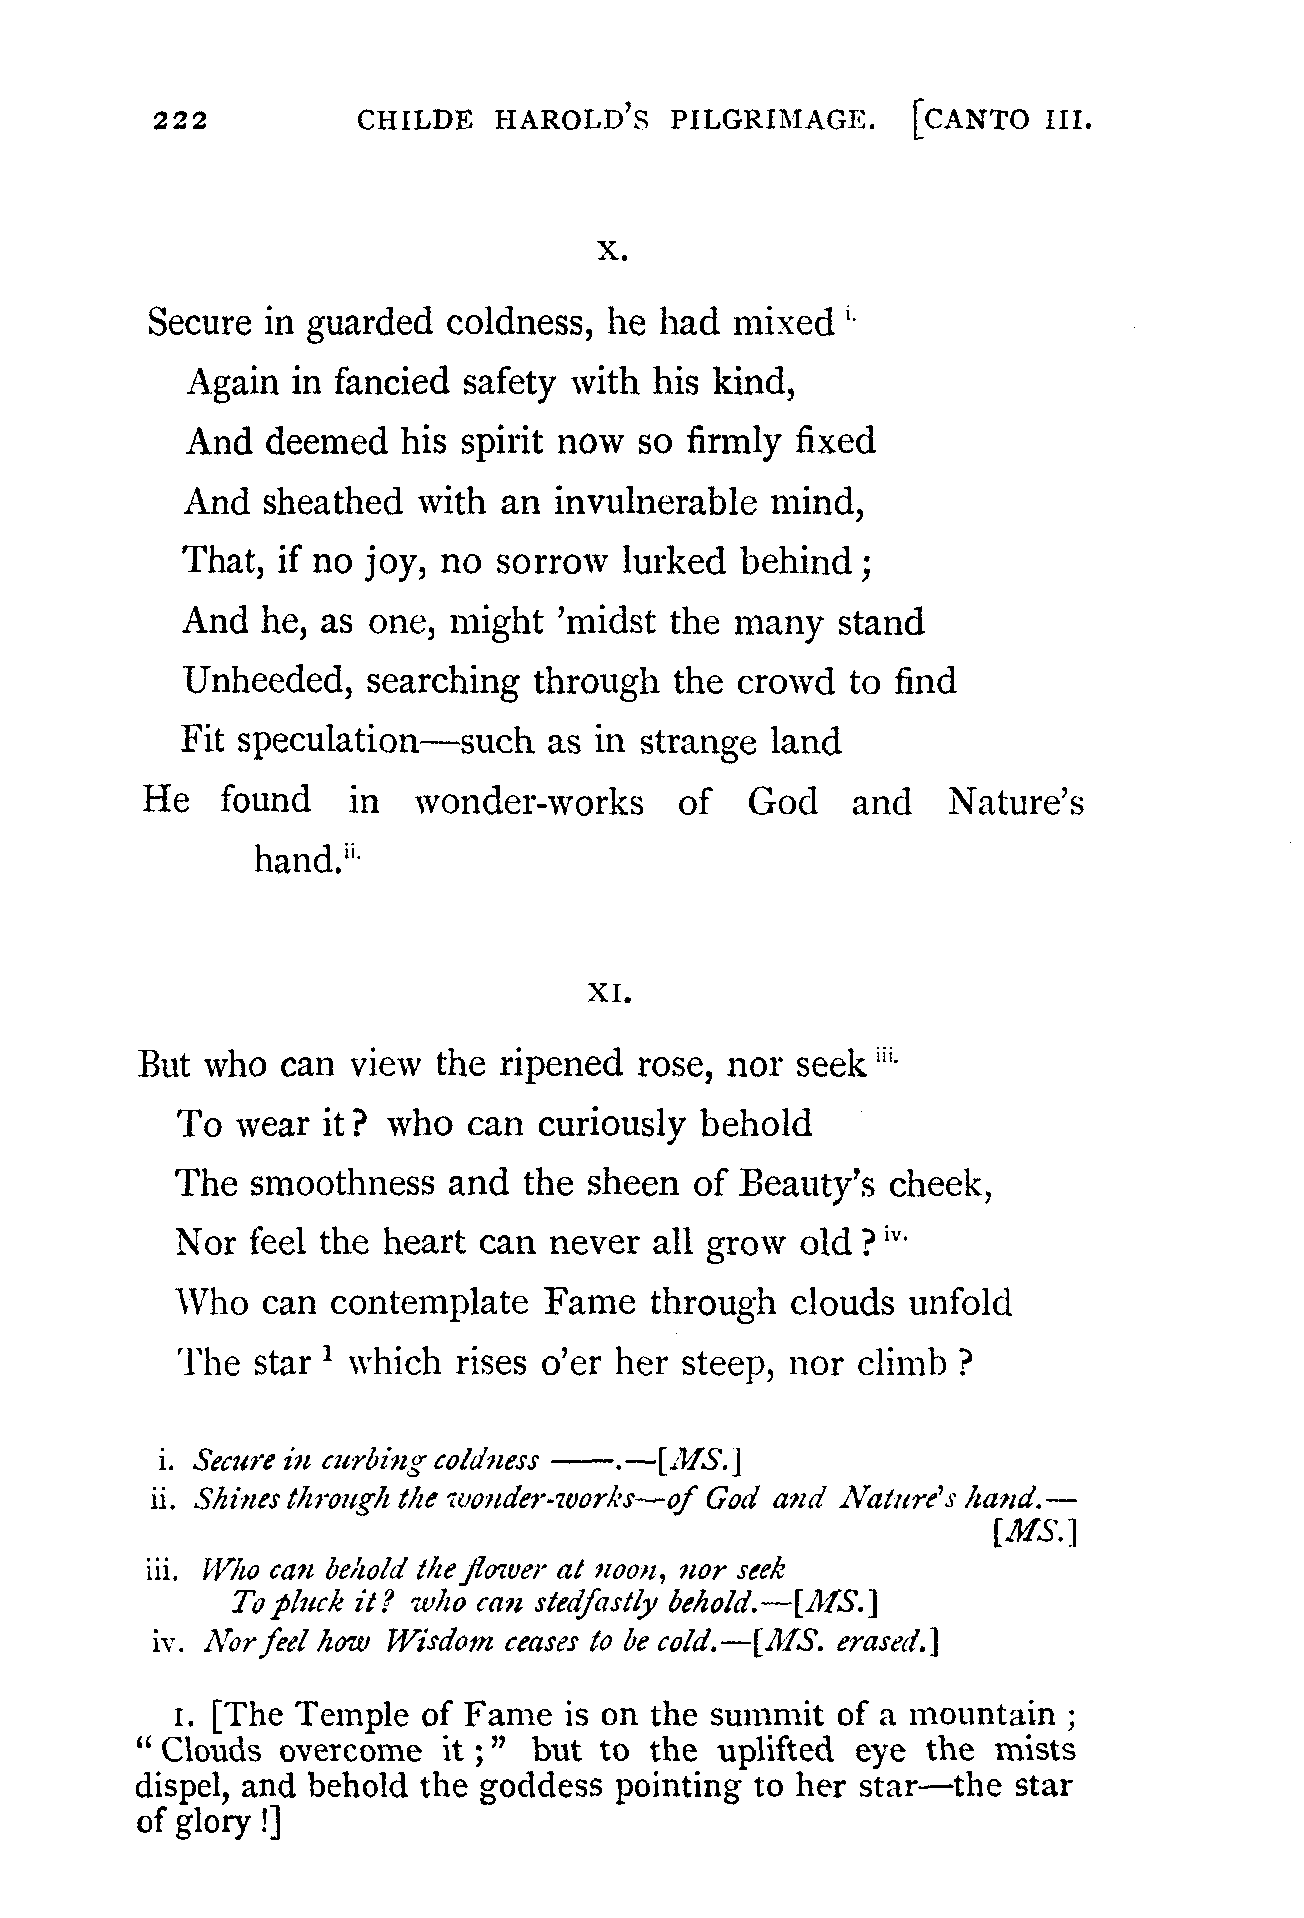 222 CHILDE HAROLD'S PILGRIMAGE. [CANTO III.
X.
Secure in guarded coldness, he had mixed i.
Again in fancied safety with his kind,
And deemed his spirit now so firmly fixed
And sheathed with an invulnerable mind,
That, if no joy, no sorrow lurked behind;
And he, as one, might 'midst the many stand
Unheeded, searching through the crowd to find
Fit speculation—such as in strange land
He found in wonder-works of God and Nature's
hand.ii.
XI.
But who can view the ripened rose, nor seek iii.
To wear it? who can curiously behold
The smoothness and the sheen of Beauty's cheek,
Nor feel the heart can never all grow old? iv.
Who can contemplate Fame through clouds unfold
The star 1 which rises o'er her steep, nor climb?
i. Secure in curbing coldness ——.—[MS.]
ii. Shines through the wonder-works—of God and Nature's hand.—
[MS.]
iii. Who can behold the flower at noon, nor seek
To pluck it? who can stedfastly behold.—[MS.]
iv. Nor feel how Wisdom ceases to be cold.—[MS. erased.]
1. [The Temple of Fame is on the summit of a mountain;
"Clouds overcome it;" but to the uplifted eye the mists
dispel, and behold the goddess pointing to her star—the star
of glory!]